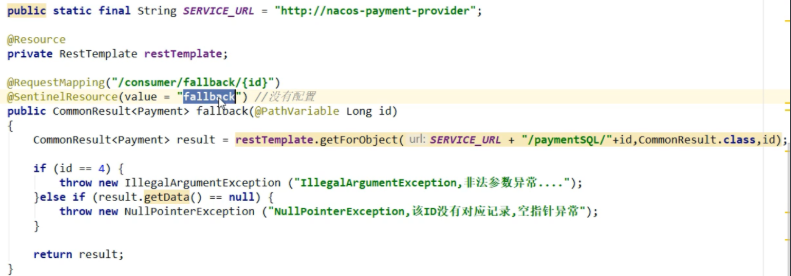 public static final String SERVICE_URL = "http://nacos-payment-provider";
@Resource
private RestTemplate restTemplate;
@RequestMapping("/consumer/fallback/{id}")
@SentinelResource(value = "fallback") //没有配置
public CommonResult<Payment> fallback(@PathVariable Long id)
{
CommonResult<Payment> result = restTemplate.getForObject( url: SERVICE_URL + "/paymentSQL/"+id,CommonResult.class,id);
if (id == 4) {
throw new IllegalArgumentException ("IllegalArgumentException,非法参数异常....");
}else if (result.getData() == null) {
throw new NullPointerException ("NullPointerException,该ID没有对应记录,空指针异常");
}
return result;
}